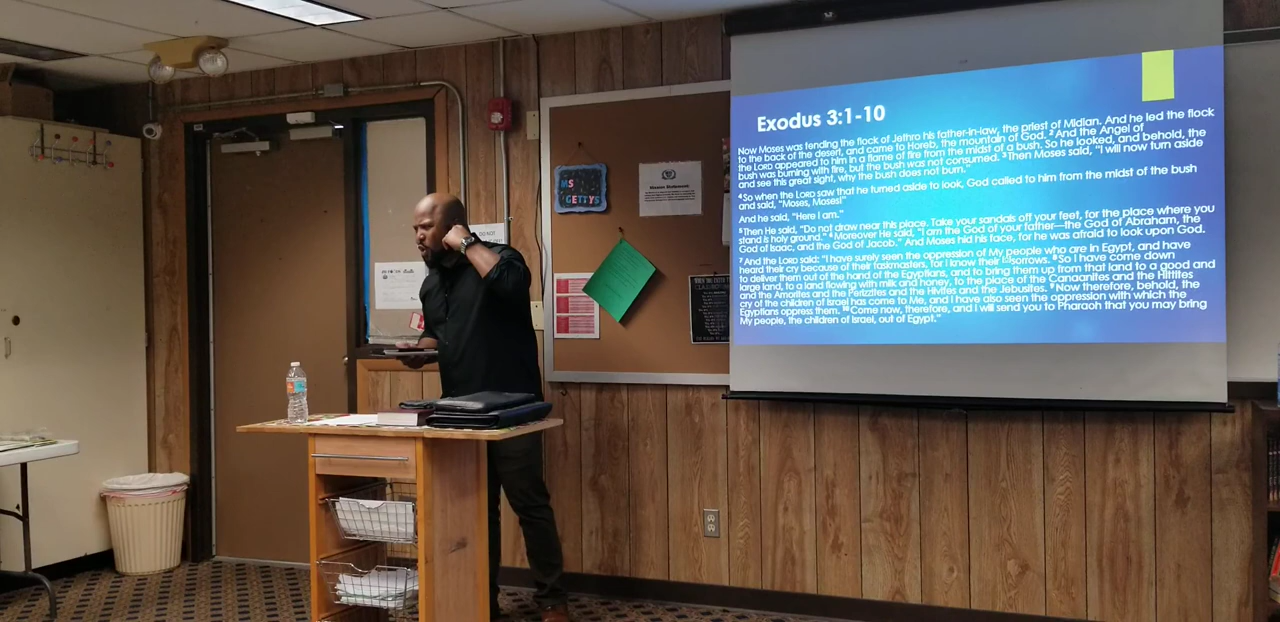 Exodus 3:1-10
Now Moses was tending the flock of Jethro his father-in-law, the priest of Midian. And he led the flock
to the back of the desert, and came to Horeb, the mountain of God. 2 And the Angel of
the LORD appeared to him in a flame of fire from the midst of a bush. So he looked, and behold, the
bush was burning with fire, but the bush was not consumed. 3 Then Moses said, “I will now turn aside
and see this great sight, why the bush does not burn.”
4 So when the LORD saw that he turned aside to look, God called to him from the midst of the bush
and said, “Moses, Moses!”
And he said, “Here I am.”
5 Then He said, “Do not draw near this place. Take your sandals off your feet, for the place where you
stand is holy ground.” 6 Moreover He said, “I am the God of your father—the God of Abraham, the
God of Isaac, and the God of Jacob.” And Moses hid his face, for he was afraid to look upon God.
7 And the LORD said: “I have surely seen the oppression of My people who are in Egypt, and have
heard their cry because of their taskmasters, for I know their sorrows. 8 So I have come down
to deliver them out of the hand of the Egyptians, and to bring them up from that land to a good and
large land, to a land flowing with milk and honey, to the place of the Canaanites and the Hittites
and the Amorites and the Perizzites and the Hivites and the Jebusites. 9 Now therefore, behold, the
cry of the children of Israel has come to Me, and I have also seen the oppression with which the
Egyptians oppress them. 10 Come now, therefore, and I will send you to Pharaoh that you may bring
My people, the children of Israel, out of Egypt.”
MS
GETTYS
Mission Statement
DO NOT